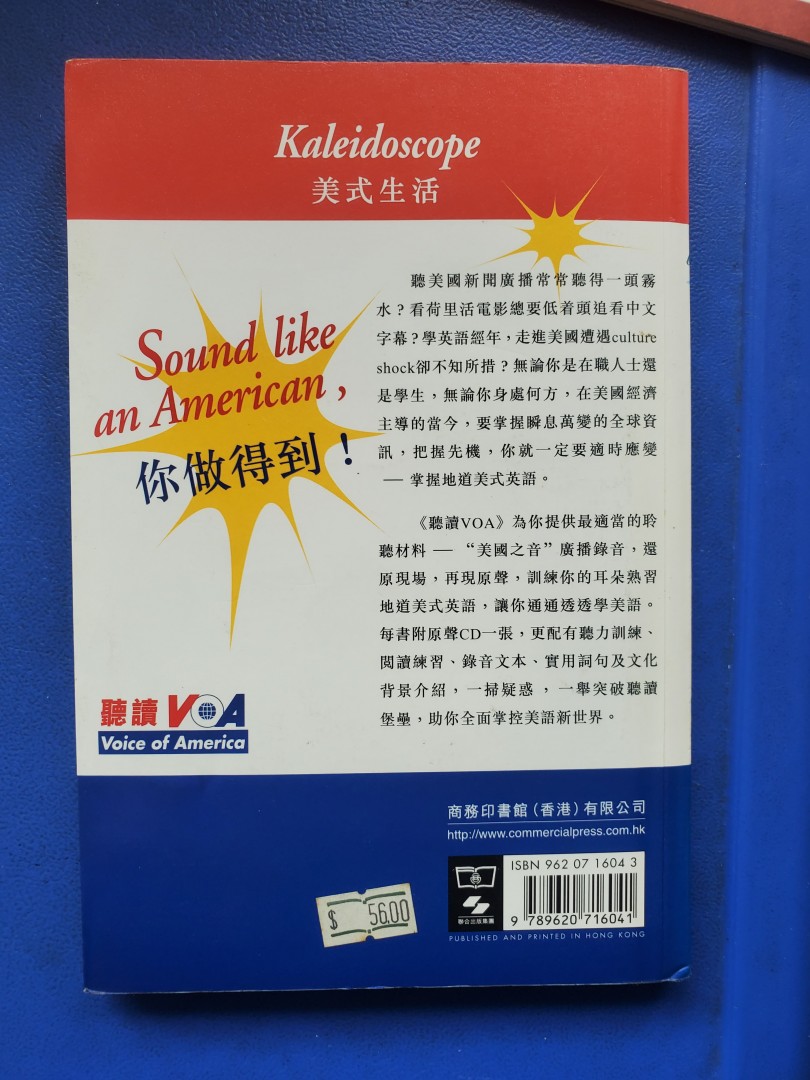 Kaleidoscope
美式生活
Sound like
an American,
你做得到！
聽美國新聞廣播常常聽得一頭霧
水？看荷里活電影總要低着頭追看中文
字幕？學英語經年，走進美國遭遇culture
shock卻不知所措？無論你是在職人士還
是學生，無論你身處何方，在美國經濟
主導的當今，要掌握瞬息萬變的全球資
訊，把握先機，你就一定要適時應變
— 掌握地道美式英語。
《聽讀VOA》為你提供最適當的聆
聽材料 — “美國之音”廣播錄音，還
原現場，再現原聲，訓練你的耳朵熟習
地道美式英語，讓你通通透透學美語。
每書附原聲CD一張，更配有聽力訓練、
閱讀練習、錄音文本、實用詞句及文化
背景介紹，一掃疑惑，一舉突破聽讀
堡壘，助你全面掌控美語新世界。
聽讀 VOA
Voice of America
商務印書館（香港）有限公司
http://www.commercialpress.com.hk
ISBN 962 07 1604 3
9 789620 716041
聯合出版集團
PUBLISHED AND PRINTED IN HONG KONG
$ 56.00